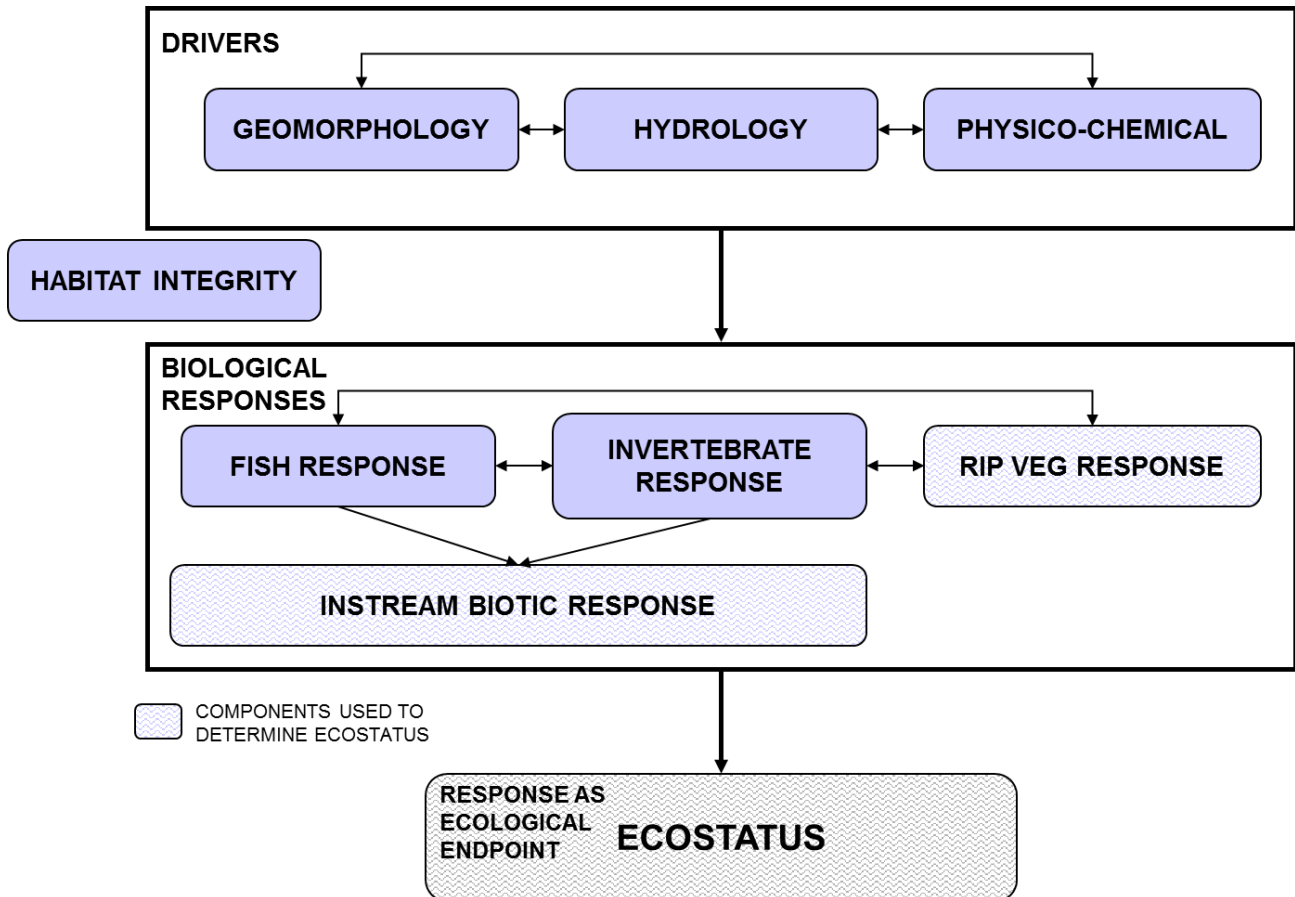 DRIVERS
GEOMORPHOLOGY
HYDROLOGY
PHYSICO-CHEMICAL
HABITAT INTEGRITY
BIOLOGICAL
RESPONSES
FISH RESPONSE
INVERTEBRATE
RESPONSE
RIP VEG RESPONSE
INSTREAM BIOTIC RESPONSE
COMPONENTS USED TO
DETERMINE ECOSTATUS
RESPONSE AS
ECOLOGICAL
ENDPOINT
ECOSTATUS